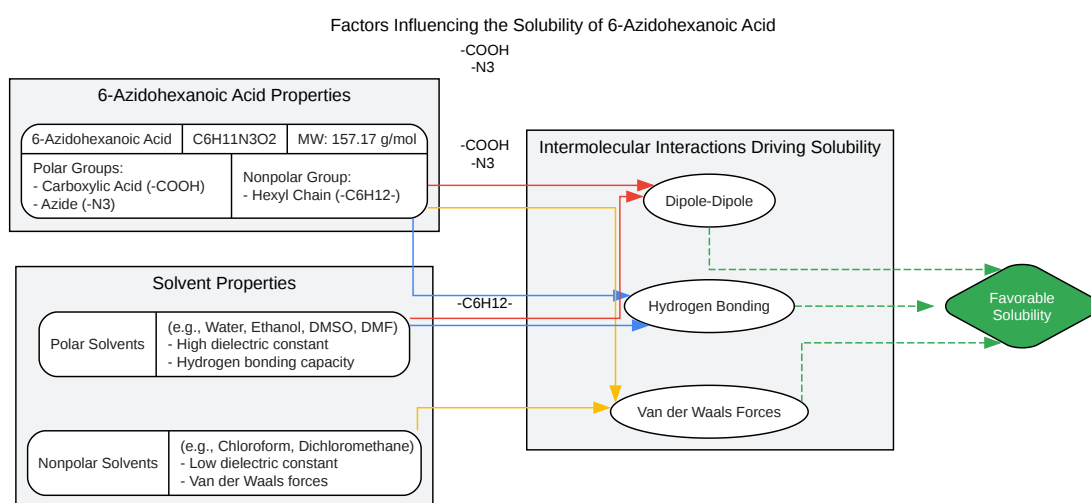 Factors Influencing the Solubility of 6-Azidohexanoic Acid
-COOH
-N3
6-Azidohexanoic Acid Properties
6-Azidohexanoic Acid
C6H11N3O2
MW: 157.17 g/mol
Polar Groups:
- Carboxylic Acid (-COOH)
- Azide (-N3)
Nonpolar Group:
- Hexyl Chain (-C6H12-)
-COOH
-N3
Intermolecular Interactions Driving Solubility
Dipole-Dipole
Hydrogen Bonding
Van der Waals Forces
Favorable
Solubility
Solvent Properties
-C6H12-
Polar Solvents
(e.g., Water, Ethanol, DMSO, DMF)
- High dielectric constant
- Hydrogen bonding capacity
Nonpolar Solvents
(e.g., Chloroform, Dichloromethane)
- Low dielectric constant
- Van der Waals forces